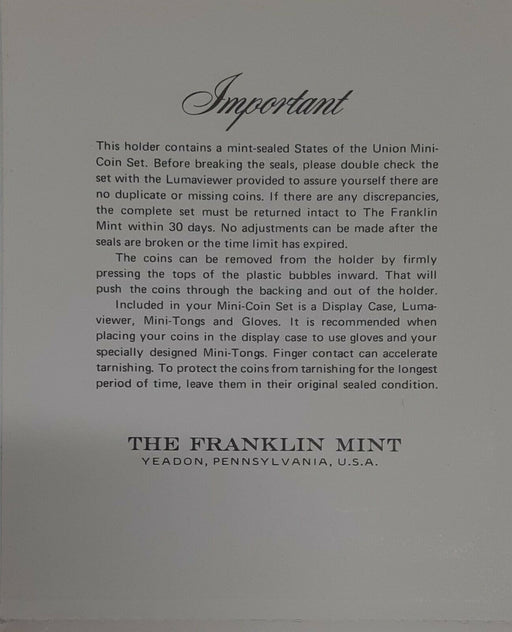 Important
This holder contains a mint-sealed States of the Union Mini-
Coin Set. Before breaking the seals, please double check the
set with the Lumaviewer provided to assure yourself there are
no duplicate or missing coins. If there are any discrepancies,
the complete set must be returned intact to The Franklin
Mint within 30 days. No adjustments can be made after the
seals are broken or the time limit has expired.
The coins can be removed from the holder by firmly
pressing the tops of the plastic bubbles inward. That will
push the coins through the backing and out of the holder.
Included in your Mini-Coin Set is a Display Case, Luma-
viewer, Mini-Tongs and Gloves. It is recommended when
placing your coins in the display case to use gloves and your
specially designed Mini-Tongs. Finger contact can accelerate
tarnishing. To protect the coins from tarnishing for the longest
period of time, leave them in their original sealed condition.
THE FRANKLIN MINT
YEADON, PENNSYLVANIA, U.S.A.